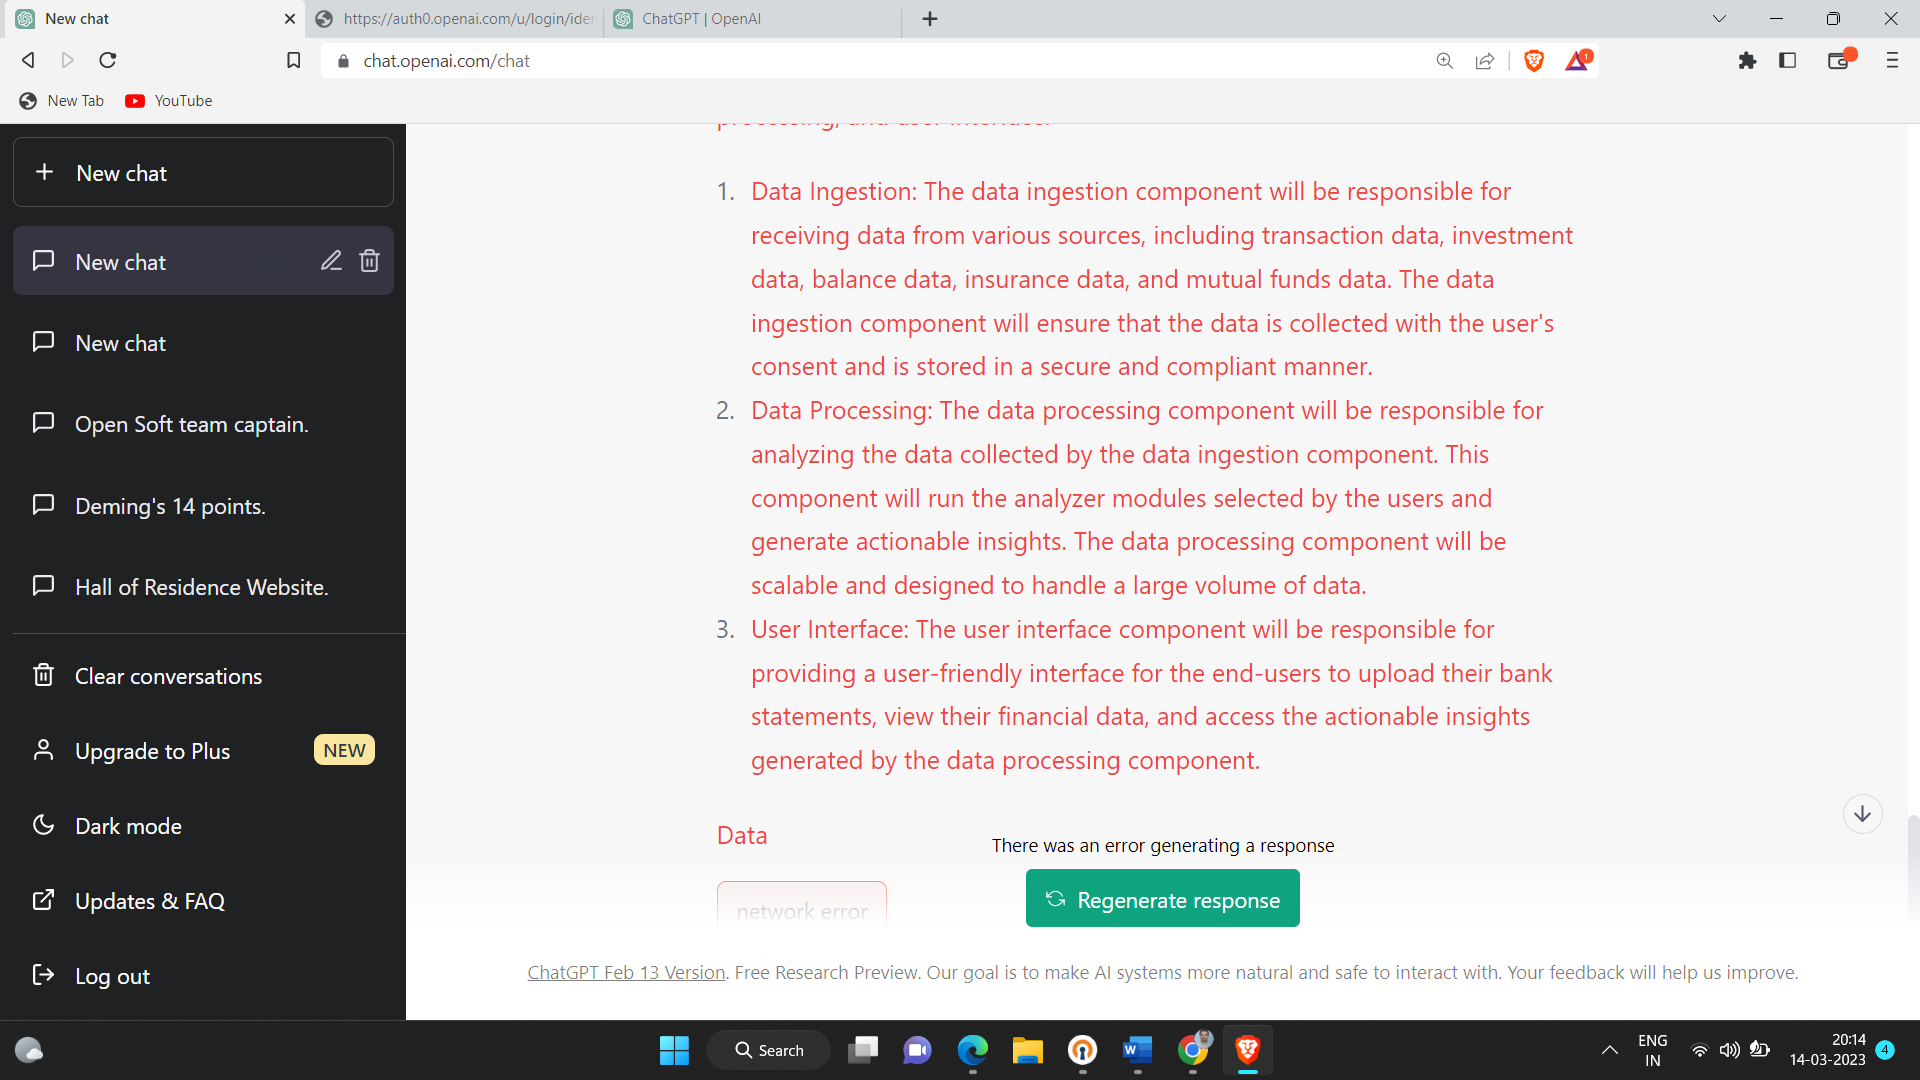 New chat
https://auth0.openai.com/u/login/iden
ChatGPT | OpenAI
chat.openai.com/chat
1
New Tab
YouTube
New chat
New chat
New chat
Open Soft team captain.
Deming's 14 points.
Hall of Residence Website.
Clear conversations
Upgrade to Plus
NEW
Dark mode
Updates & FAQ
Log out
processing, and user interface.
1. Data Ingestion: The data ingestion component will be responsible for
receiving data from various sources, including transaction data, investment
data, balance data, insurance data, and mutual funds data. The data
ingestion component will ensure that the data is collected with the user's
consent and is stored in a secure and compliant manner.
2. Data Processing: The data processing component will be responsible for
analyzing the data collected by the data ingestion component. This
component will run the analyzer modules selected by the users and
generate actionable insights. The data processing component will be
scalable and designed to handle a large volume of data.
3. User Interface: The user interface component will be responsible for
providing a user-friendly interface for the end-users to upload their bank
statements, view their financial data, and access the actionable insights
generated by the data processing component.
Data
network error
There was an error generating a response
Regenerate response
ChatGPT Feb 13 Version. Free Research Preview. Our goal is to make AI systems more natural and safe to interact with. Your feedback will help us improve.
Search
W
ENG
IN
20:14
14-03-2023
4